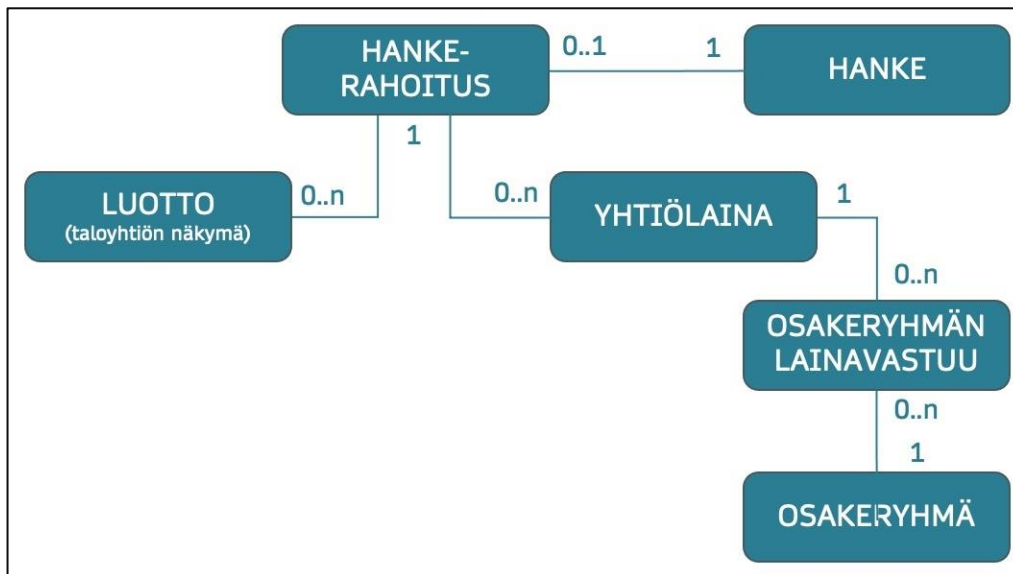 HANKE-
RAHOITUS
0..1
1
HANKE
1
LUOTTO
(taloyhtiön näkymä)
0..n
0..n
YHTIÖLAINA
1
0..n
OSAKERYHMÄN
LAINAVASTUU
0..n
1
OSAKERYHMÄ